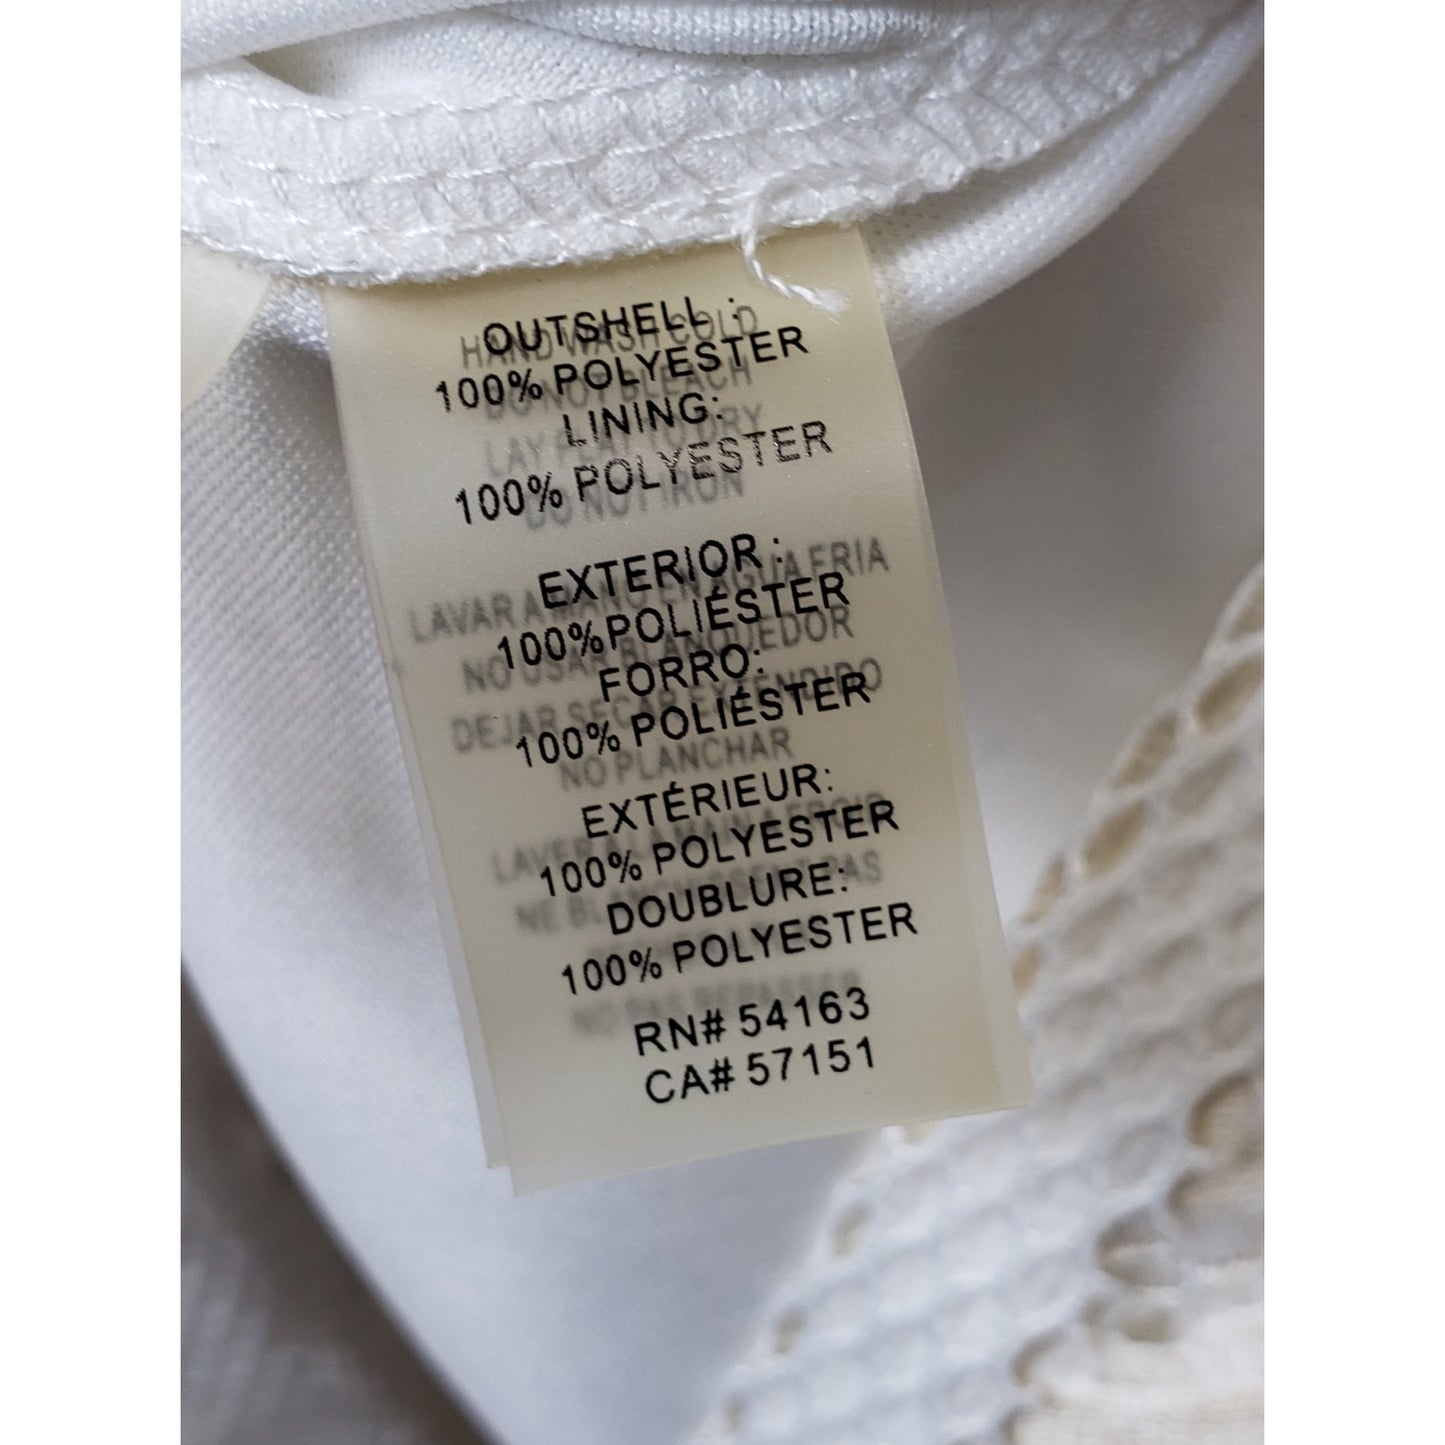 OUTSHELL :
100% POLYESTER
LINING:
100% POLYESTER
EXTERIOR :
100%POLIÉSTER
FORRO:
100% POLIÉSTER
EXTÉRIEUR:
100% POLYESTER
DOUBLURE:
100% POLYESTER
RN# 54163
CA# 57151
HAND WASH COLD
DO NOT BLEACH
LAY FLAT TO DRY
DO NOT IRON
LAVAR A MANO EN AGUA FRIA
NO USAR BLANQUEDOR
DEJAR SECAR EXTENDIDO
NO PLANCHAR